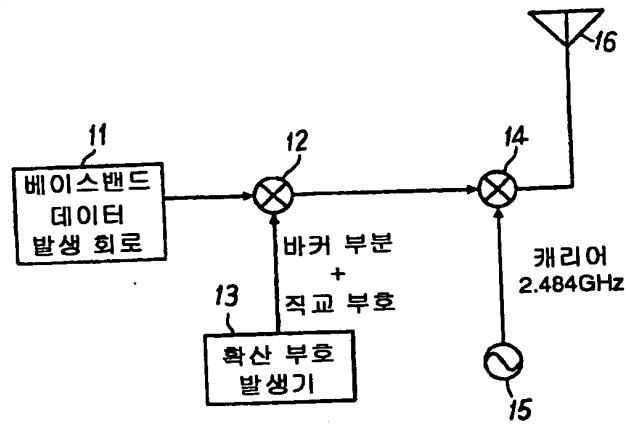 16
11
12
14
베이스밴드
데이터
발생 회로
바커 부분
+
직교 부호
캐리어
2.484GHz
13
확산 부호
발생기
15